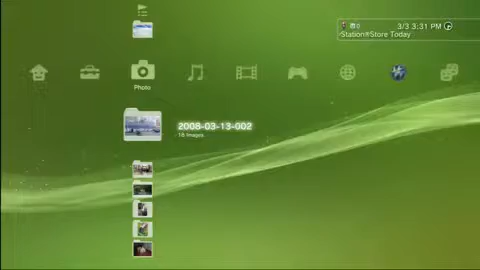 3/3 3:31 PM
Station®Store Today
Photo
2008-03-13-002
18 Images